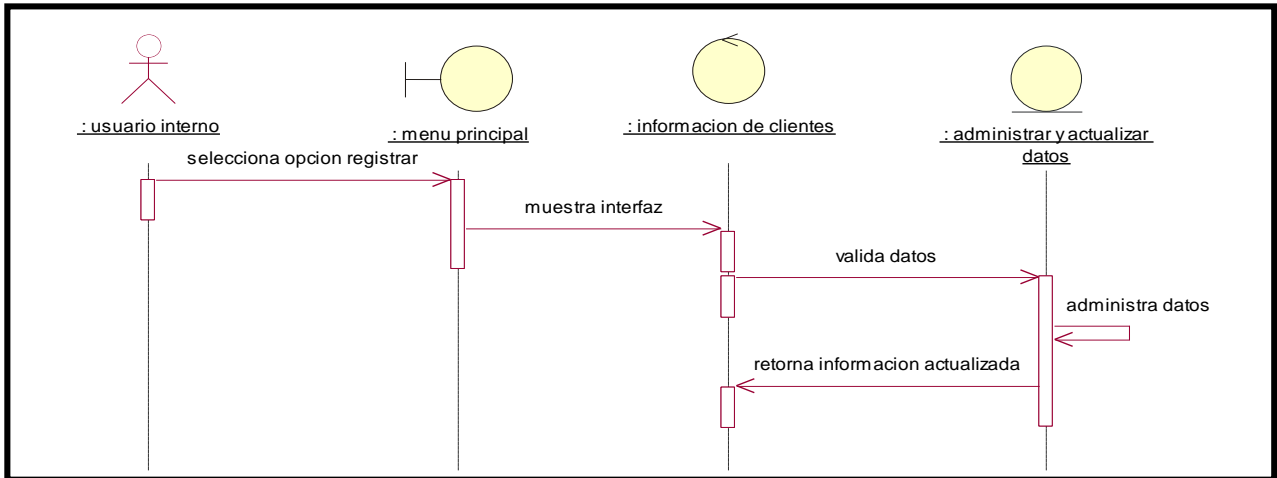 : usuario interno
: menu principal
: informacion de clientes
: administrar y actualizar
datos
selecciona opcion registrar
muestra interfaz
valida datos
administra datos
retorna informacion actualizada